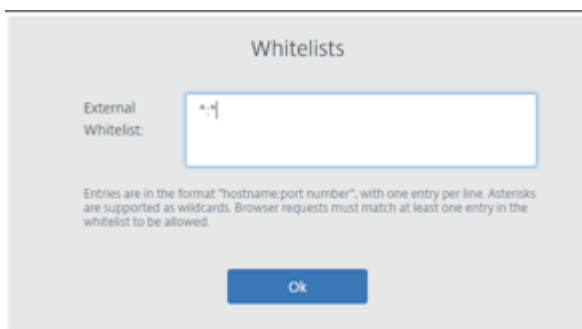 Whitelists
External
Whitelist:
*:*
Entries are in the format "hostname:port number", with one entry per line. Asterisks
are supported as wildcards. Browser requests must match at least one entry in the
whitelist to be allowed.
Ok